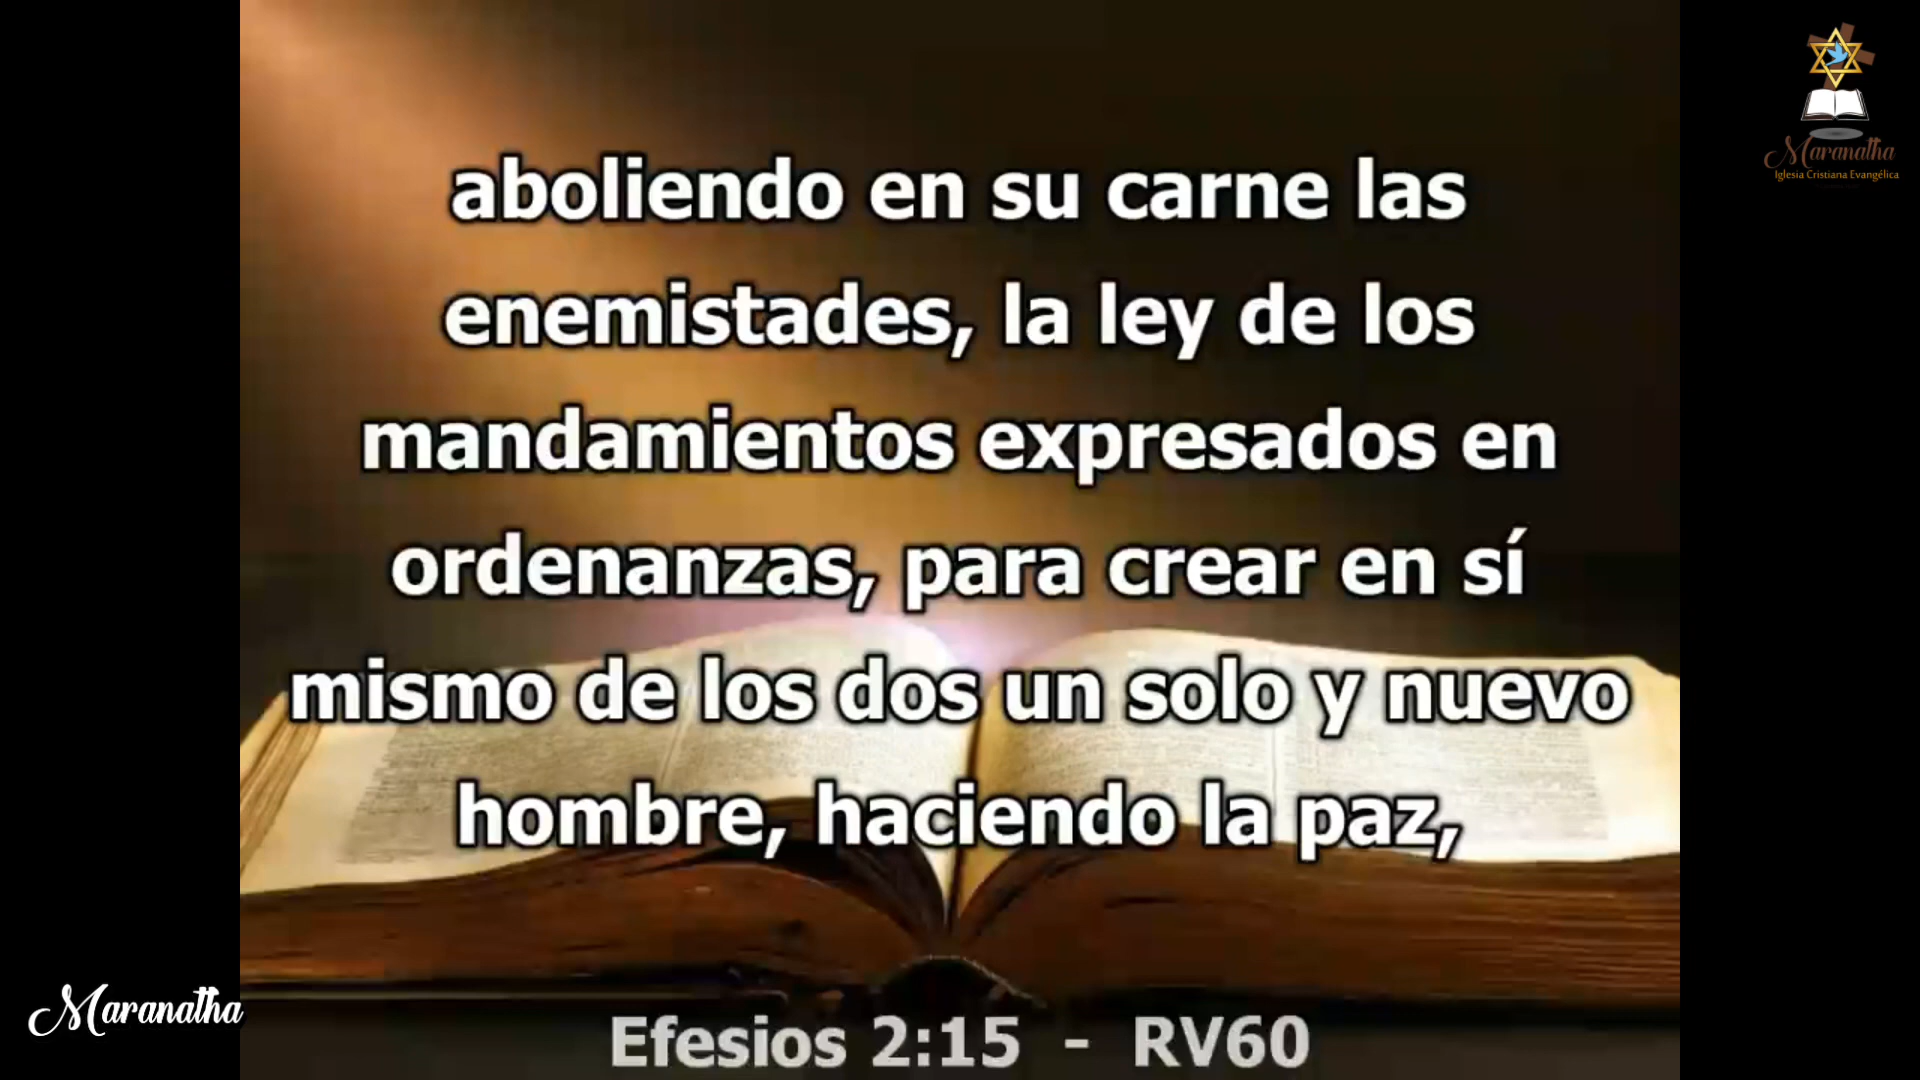 Maranatha
Iglesia Cristiana Evangélica
aboliendo en su carne las
enemistades, la ley de los
mandamientos expresados en
ordenanzas, para crear en sí
mismo de los dos un solo y nuevo
hombre, haciendo la paz,
Maranatha
Efesios 2:15 - RV60